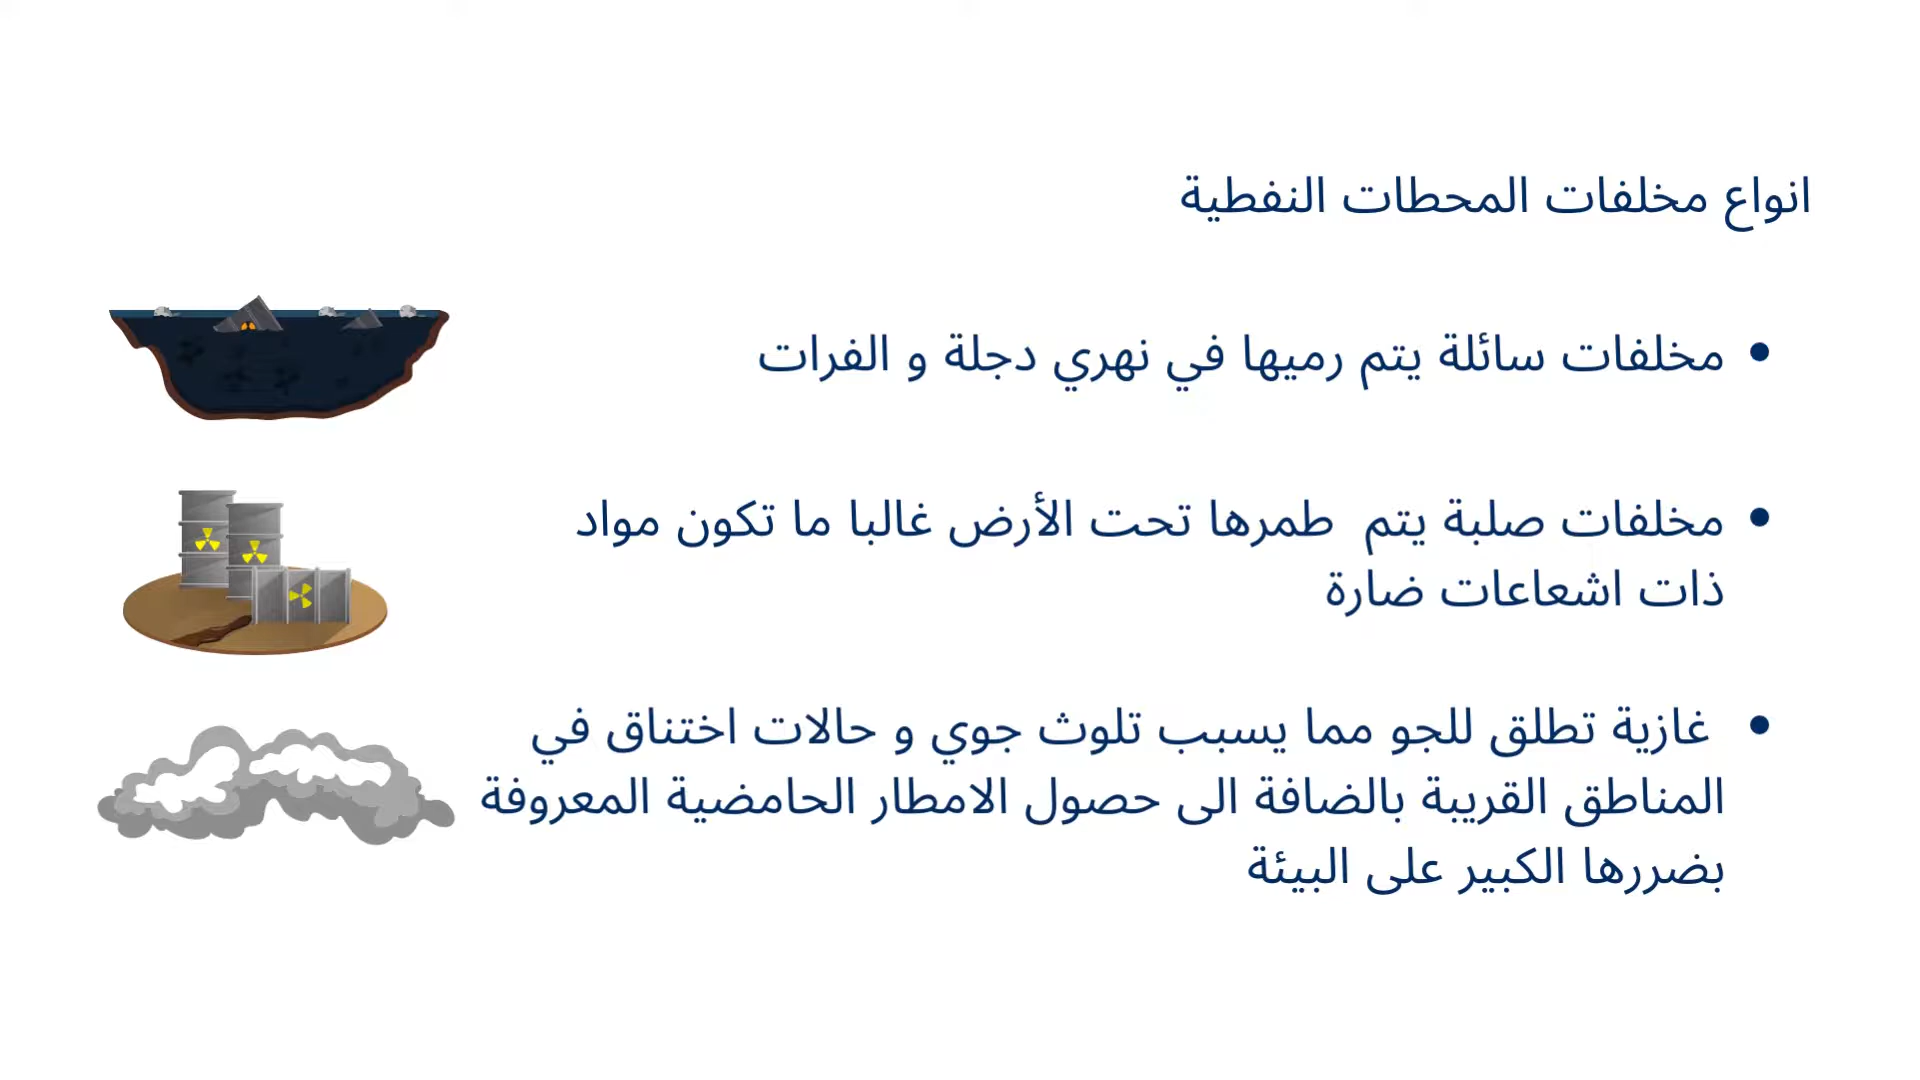 انواع مخلفات المحطات النفطية
• مخلفات سائلة يتم رميها في نهري دجلة و الفرات
• مخلفات صلبة يتم طمرها تحت الأرض غالبا ما تكون مواد
ذات اشعاعات ضارة
• غازية تطلق للجو مما يسبب تلوث جوي و حالات اختناق في
المناطق القريبة بالضافة الى حصول الامطار الحامضية المعروفة
بضررها الكبير على البيئة